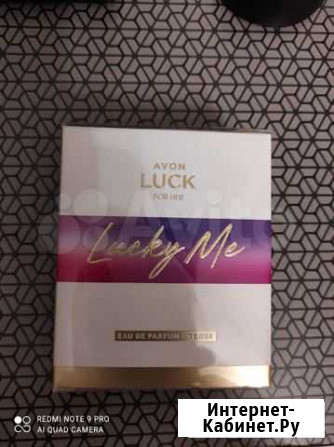 AVON
LUCK
FOR HER
Lucky Me
EAU DE PARFUM INTENSE
Avito
REDMI NOTE 9 PRO
AI QUAD CAMERA
Интернет-
Кабинет.Ру